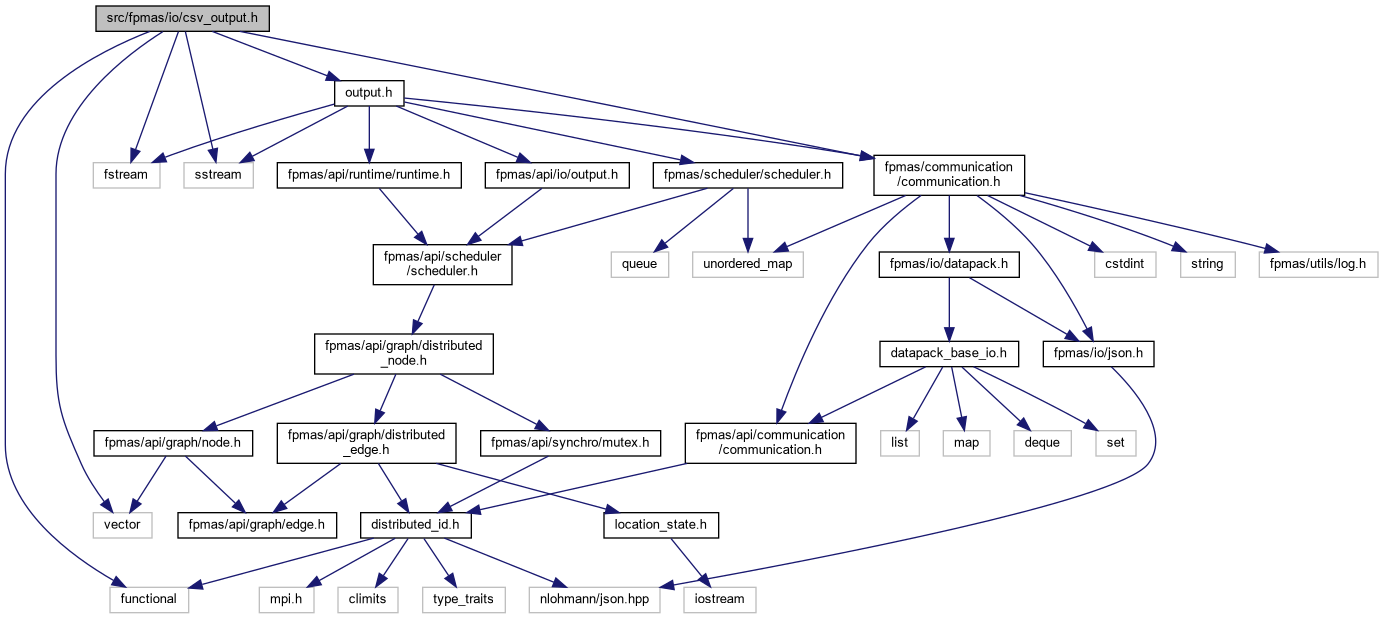 src/fpmas/io/csv_output.h
output.h
fstream
sstream
fpmas/api/runtime/runtime.h
fpmas/api/io/output.h
fpmas/scheduler/scheduler.h
fpmas/communication
/communication.h
fpmas/api/scheduler
/scheduler.h
queue
unordered_map
fpmas/io/datapack.h
cstdint
string
fpmas/utils/log.h
fpmas/api/graph/distributed
_node.h
datapack_base_io.h
fpmas/io/json.h
fpmas/api/graph/node.h
fpmas/api/graph/distributed
_edge.h
fpmas/api/synchro/mutex.h
fpmas/api/communication
/communication.h
list
map
deque
set
vector
fpmas/api/graph/edge.h
distributed_id.h
location_state.h
functional
mpi.h
climits
type_traits
nlohmann/json.hpp
iostream